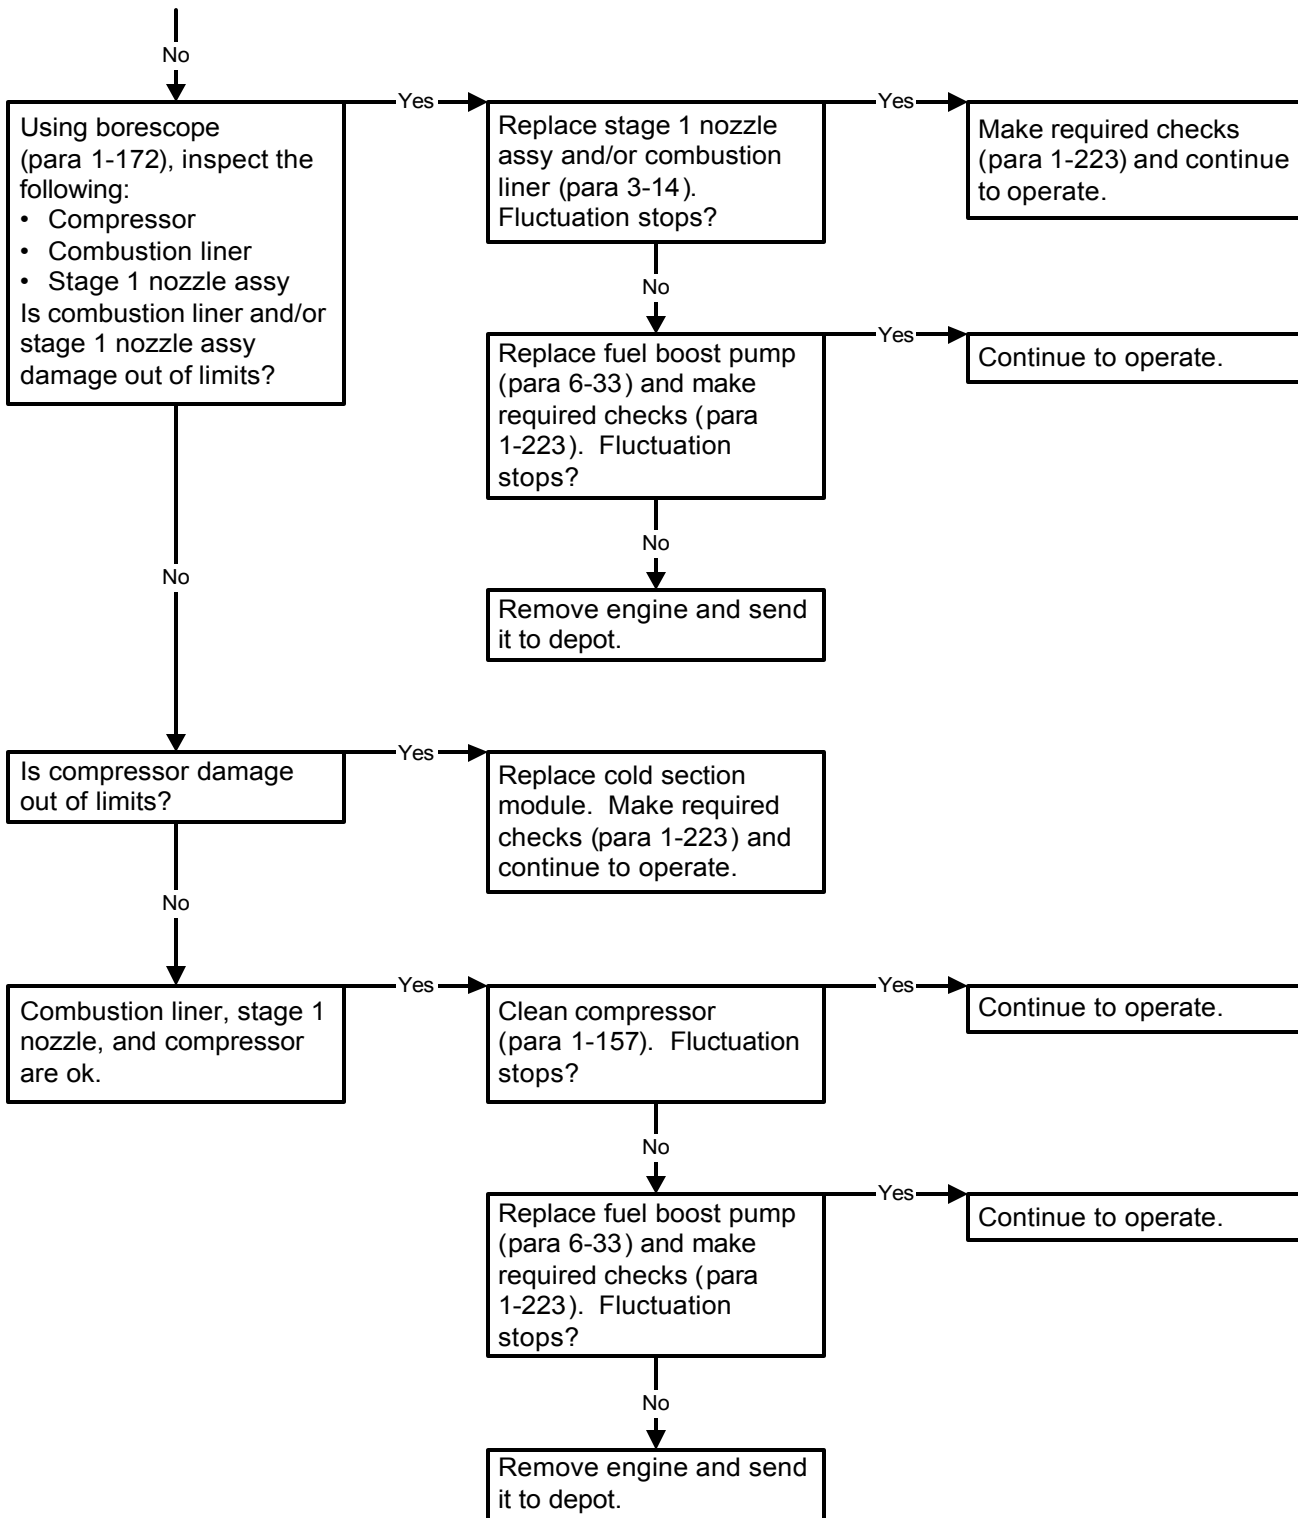 No
Using borescope
(para 1-172), inspect the
following:
• Compressor
• Combustion liner
• Stage 1 nozzle assy
Is combustion liner and/or
stage 1 nozzle assy
damage out of limits?
Yes
Replace stage 1 nozzle
assy and/or combustion
liner (para 3-14).
Fluctuation stops?
Yes
Make required checks
(para 1-223) and continue
to operate.
No
Replace fuel boost pump
(para 6-33) and make
required checks (para
1-223).  Fluctuation
stops?
Yes
Continue to operate.
No
Remove engine and send
it to depot.
No
Is compressor damage
out of limits?
Yes
Replace cold section
module.  Make required
checks (para 1-223) and
continue to operate.
No
Combustion liner, stage 1
nozzle, and compressor
are ok.
Yes
Clean compressor
(para 1-157).  Fluctuation
stops?
Yes
Continue to operate.
No
Replace fuel boost pump
(para 6-33) and make
required checks (para
1-223).  Fluctuation
stops?
Yes
Continue to operate.
No
Remove engine and send
it to depot.